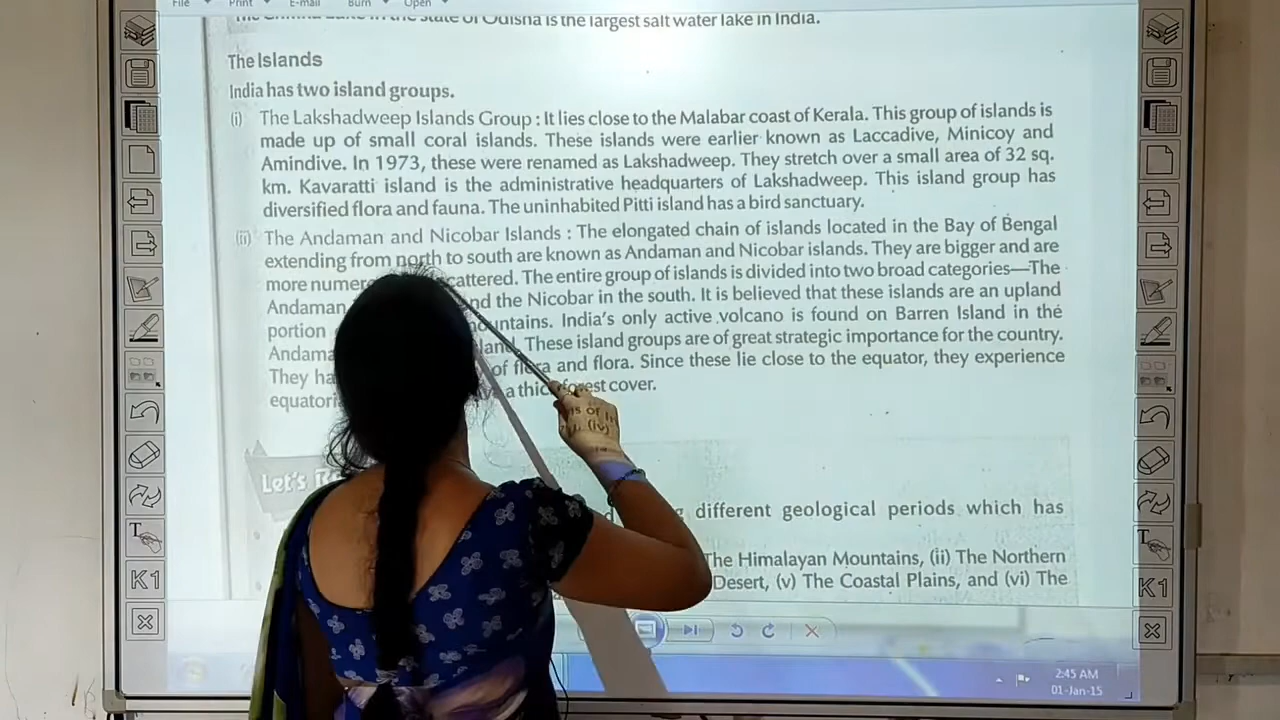 File Print E-mail Burn Open
state of Odisha is the largest salt water lake in India.
The Islands
India has two island groups.
(i) The Lakshadweep Islands Group : It lies close to the Malabar coast of Kerala. This group of islands is
made up of small coral islands. These islands were earlier known as Laccadive, Minicoy and
Amindive. In 1973, these were renamed as Lakshadweep. They stretch over a small area of 32 sq.
km. Kavaratti island is the administrative headquarters of Lakshadweep. This island group has
diversified flora and fauna. The uninhabited Pitti island has a bird sanctuary.
(ii) The Andaman and Nicobar Islands : The elongated chain of islands located in the Bay of Bengal
extending from north to south are known as Andaman and Nicobar islands. They are bigger and are
more cattered. The entire group of islands is divided into two broad categories—The
Andaman nd the Nicobar in the south. It is believed that these islands are an upland
portion ountains. India's only active volcano is found on Barren Island in the
Andama land. These island groups are of great strategic importance for the country.
They ha of flora and flora. Since these lie close to the equator, they experience
equatori a thick forest cover.
Let's
different geological periods which has
The Himalayan Mountains, (ii) The Northern
Desert, (v) The Coastal Plains, and (vi) The
K1
K1
2:45 AM
01-Jan-15